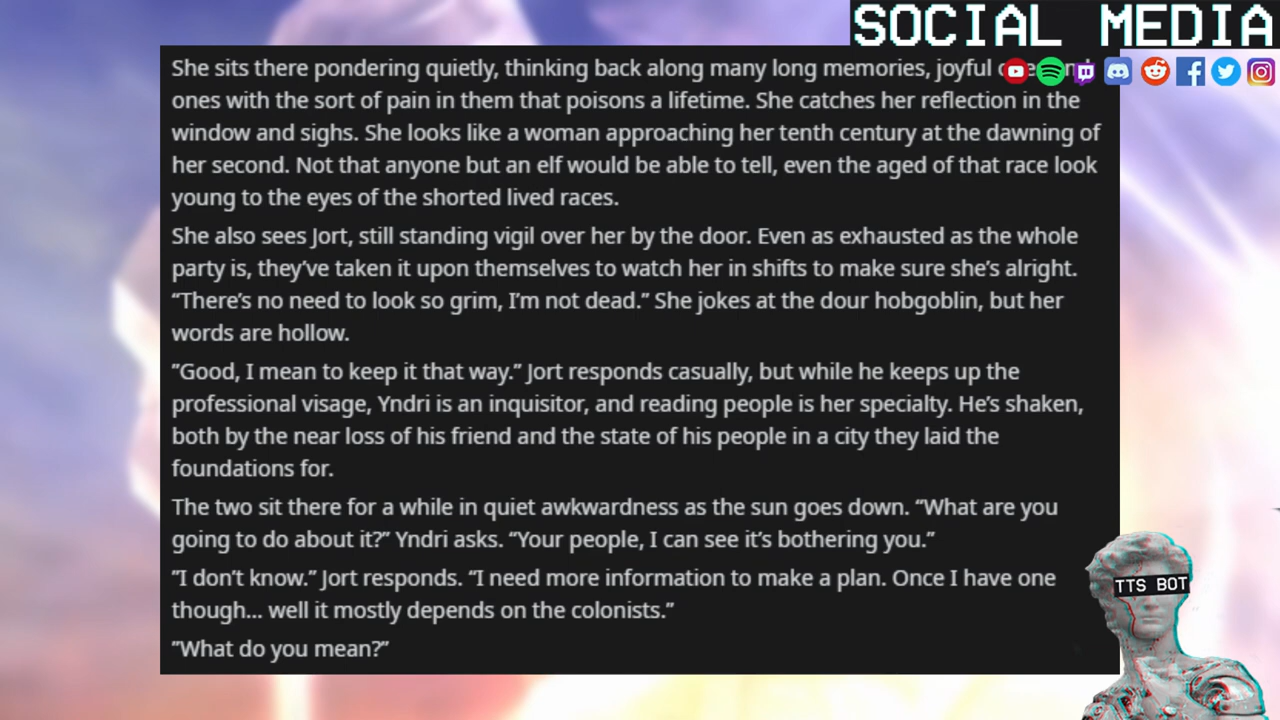 SOCIAL MEDIA
She sits there pondering quietly, thinking back along many long memories, joyful
ones with the sort of pain in them that poisons a lifetime. She catches her reflection in the
window and sighs. She looks like a woman approaching her tenth century at the dawning of
her second. Not that anyone but an elf would be able to tell, even the aged of that race look
young to the eyes of the shorted lived races.
She also sees Jort, still standing vigil over her by the door. Even as exhausted as the whole
party is, they’ve taken it upon themselves to watch her in shifts to make sure she’s alright.
“There’s no need to look so grim, I’m not dead.” She jokes at the dour hobgoblin, but her
words are hollow.
”Good, I mean to keep it that way.” Jort responds casually, but while he keeps up the
professional visage, Yndri is an inquisitor, and reading people is her specialty. He’s shaken,
both by the near loss of his friend and the state of his people in a city they laid the
foundations for.
The two sit there for a while in quiet awkwardness as the sun goes down. “What are you
going to do about it?” Yndri asks. “Your people, I can see it’s bothering you.”
”I don’t know.” Jort responds. “I need more information to make a plan. Once I have one
though... well it mostly depends on the colonists.”
”What do you mean?”
TTS BOT